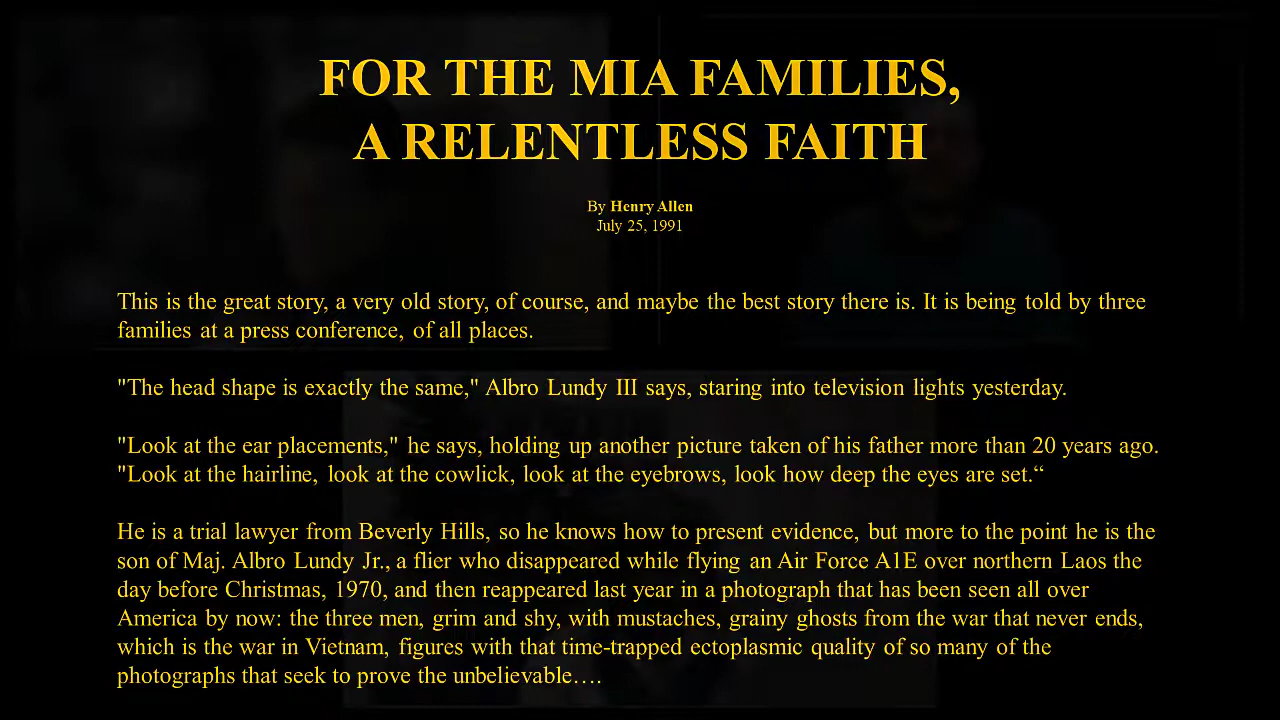 FOR THE MIA FAMILIES,
A RELENTLESS FAITH
By Henry Allen
July 25, 1991
This is the great story, a very old story, of course, and maybe the best story there is. It is being told by three
families at a press conference, of all places.
"The head shape is exactly the same," Albro Lundy III says, staring into television lights yesterday.
"Look at the ear placements," he says, holding up another picture taken of his father more than 20 years ago.
"Look at the hairline, look at the cowlick, look at the eyebrows, look how deep the eyes are set.“
He is a trial lawyer from Beverly Hills, so he knows how to present evidence, but more to the point he is the
son of Maj. Albro Lundy Jr., a flier who disappeared while flying an Air Force A1E over northern Laos the
day before Christmas, 1970, and then reappeared last year in a photograph that has been seen all over
America by now: the three men, grim and shy, with mustaches, grainy ghosts from the war that never ends,
which is the war in Vietnam, figures with that time-trapped ectoplasmic quality of so many of the
photographs that seek to prove the unbelievable….